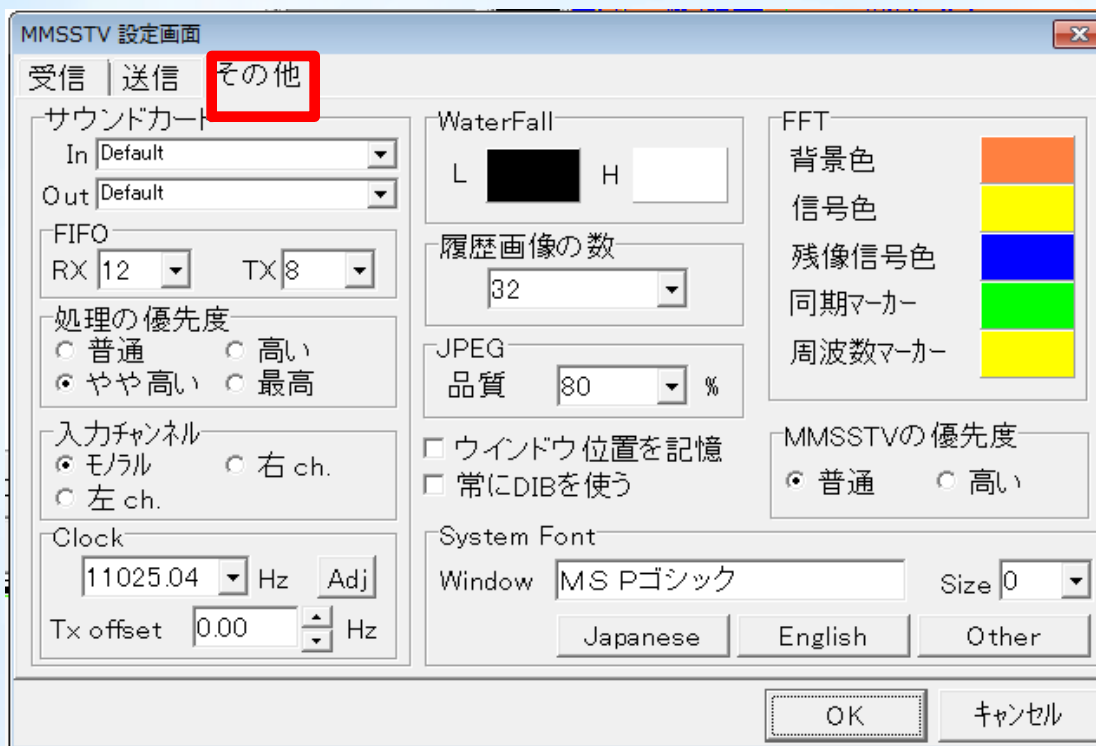 MMSSTV 設定画面
受信 送信 その他
サウンドカード
In Default
Out Default
FIFO
RX 12 TX 8
処理の優先度
普通 高い
やや高い 最高
入力チャンネル
モノラル 右 ch.
左 ch.
Clock
11025.04 Hz Adj
Tx offset 0.00 Hz
WaterFall
L H
履歴画像の数
32
JPEG
品質 80 %
ウインドウ位置を記憶
常にDIBを使う
FFT
背景色
信号色
残像信号色
同期マーカー
周波数マーカー
MMSSTVの優先度
普通 高い
System Font
Window MS Pゴシック Size 0
Japanese English Other
OK キャンセル